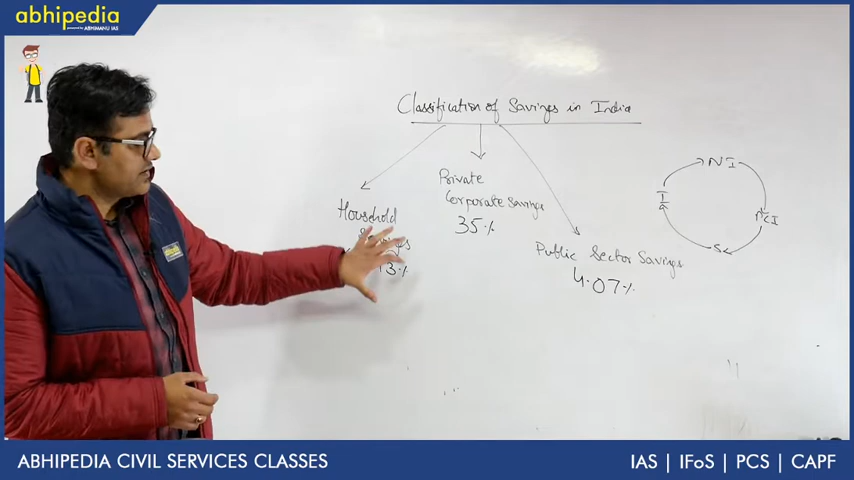 abhipedia
powered by ABHIMANU IAS
Classification of Savings in India
Private
Corporate Savings
35%
Household
Public Sector Savings
4.07%
NI
PCI
S
I
ABHIPEDIA CIVIL SERVICES CLASSES
IAS | IFoS | PCS | CAPF